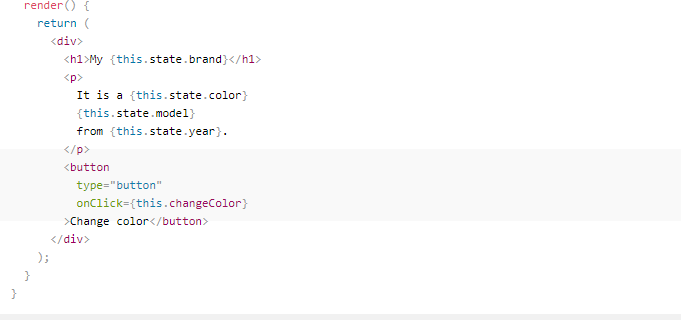 render() {
return (
<div>
<h1>My {this.state.brand}</h1>
<p>
It is a {this.state.color}
{this.state.model}
from {this.state.year}.
</p>
<button
type="button"
onClick={this.changeColor}
>Change color</button>
</div>
);
}
}